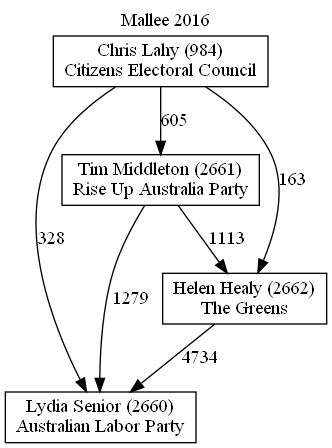 Mallee 2016
Chris Lahy (984)
Citizens Electoral Council
605
Tim Middleton (2661)
Rise Up Australia Party
163
328
1279
1113
Helen Healy (2662)
The Greens
4734
Lydia Senior (2660)
Australian Labor Party